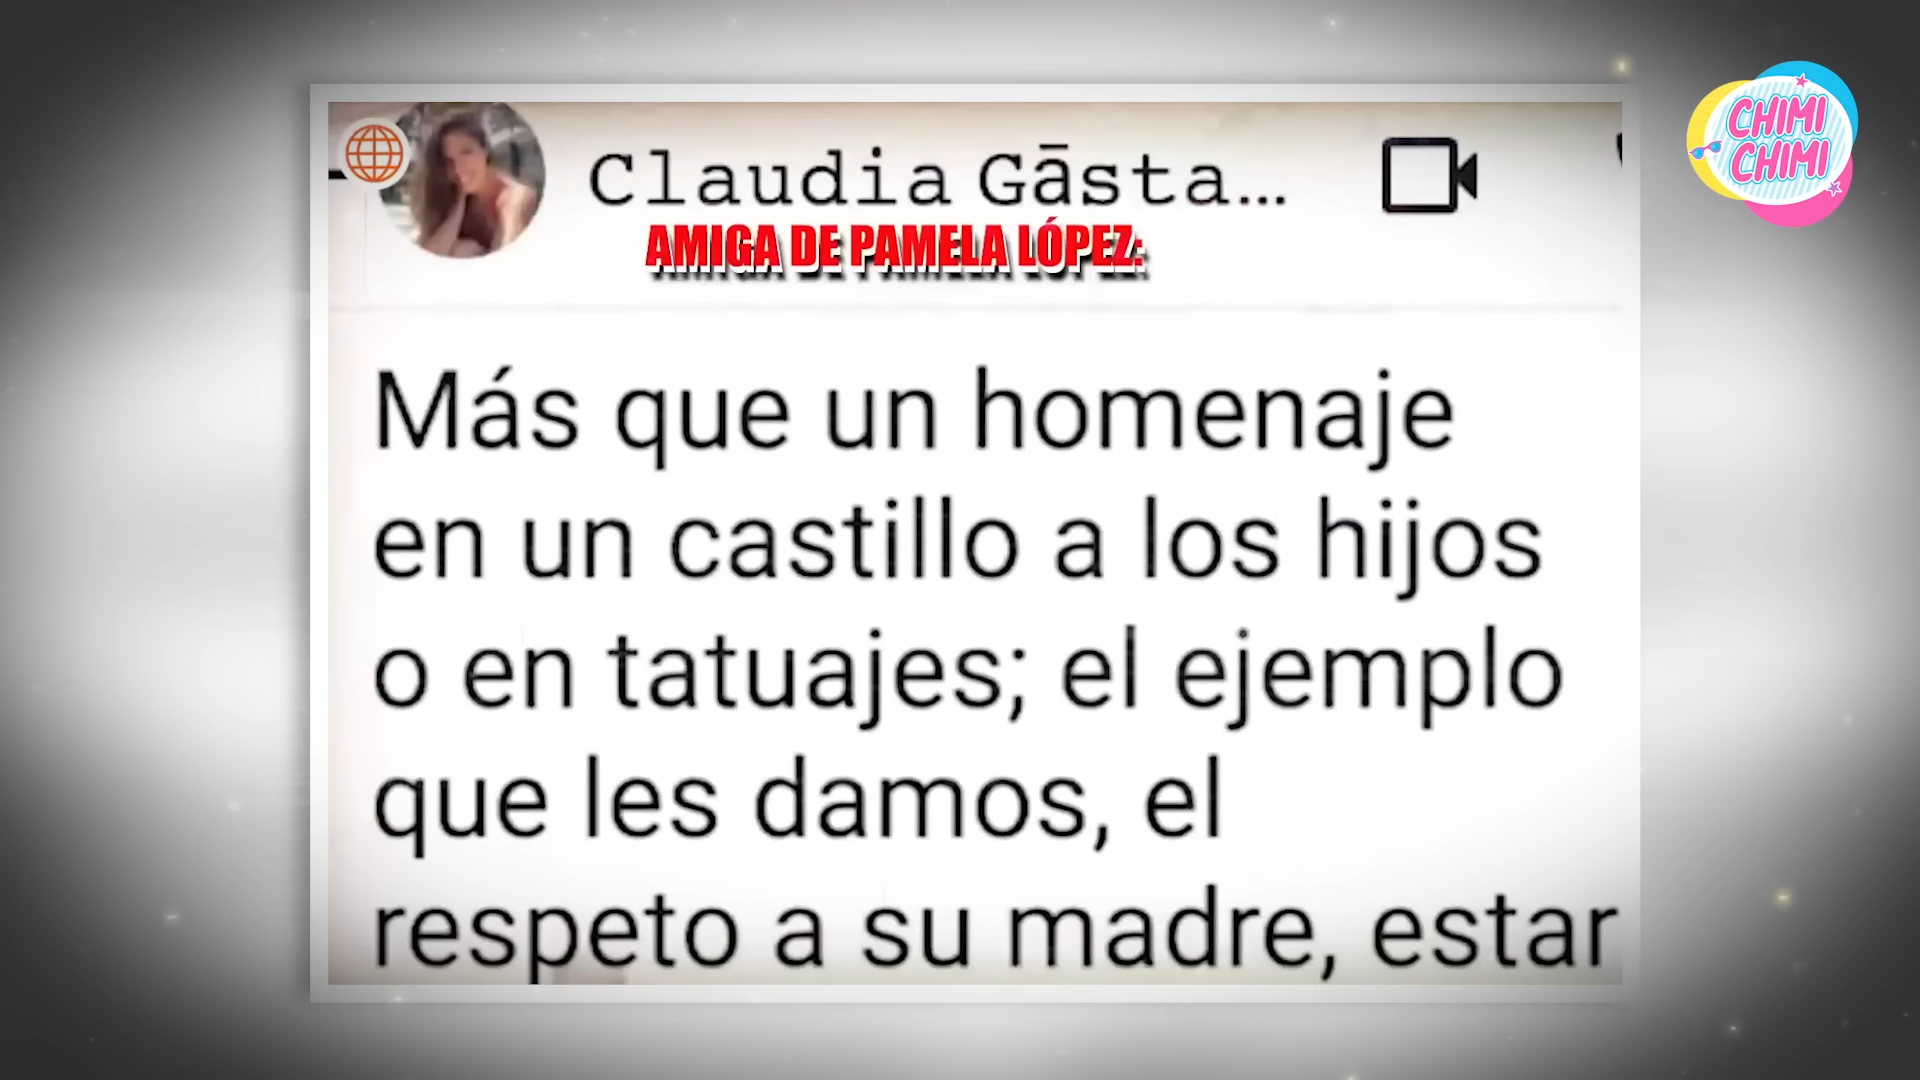 CHIMI
CHIMI
Claudia Gāsta...
AMIGA DE PAMELA LÓPEZ:
Más que un homenaje
en un castillo a los hijos
o en tatuajes; el ejemplo
que les damos, el
respeto a su madre, estar